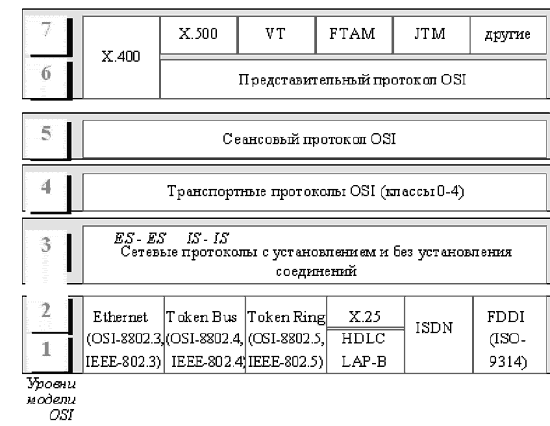 7
X.500 VT FTAM JTM другие
X.400
6
Представительный протокол OSI
5
Сеансовый протокол OSI
4
Транспортные протоколы OSI (классы 0-4)
3
ES - ES IS - IS
Сетевые протоколы с установлением и без установления
соединений
2
Ethernet Token Bus Token Ring X.25 ISDN FDDI
1
(OSI-8802.3, (OSI-8802.4, (OSI-8802.5, HDLC (ISO-
IEEE-802.3) IEEE-802.4) IEEE-802.5) LAP-B 9314)
Уровни
модели
OSI